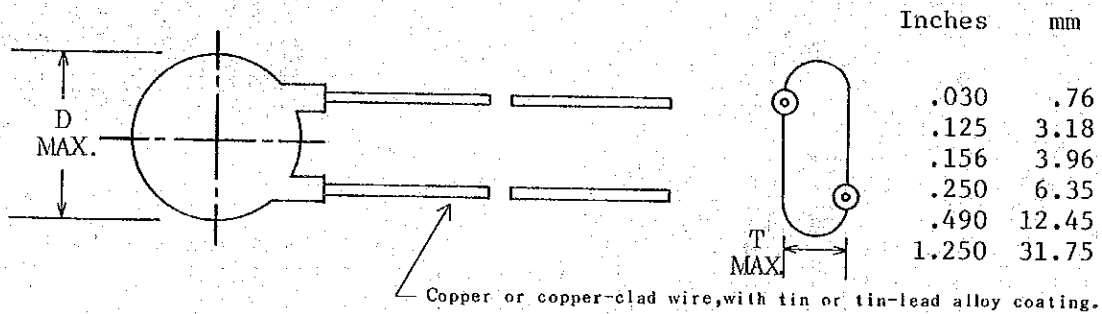 Inches mm
.030 .76
.125 3.18
.156 3.96
.250 6.35
.490 12.45
1.250 31.75
D
MAX.
T
MAX.
Copper or copper-clad wire,with tin or tin-lead alloy coating.